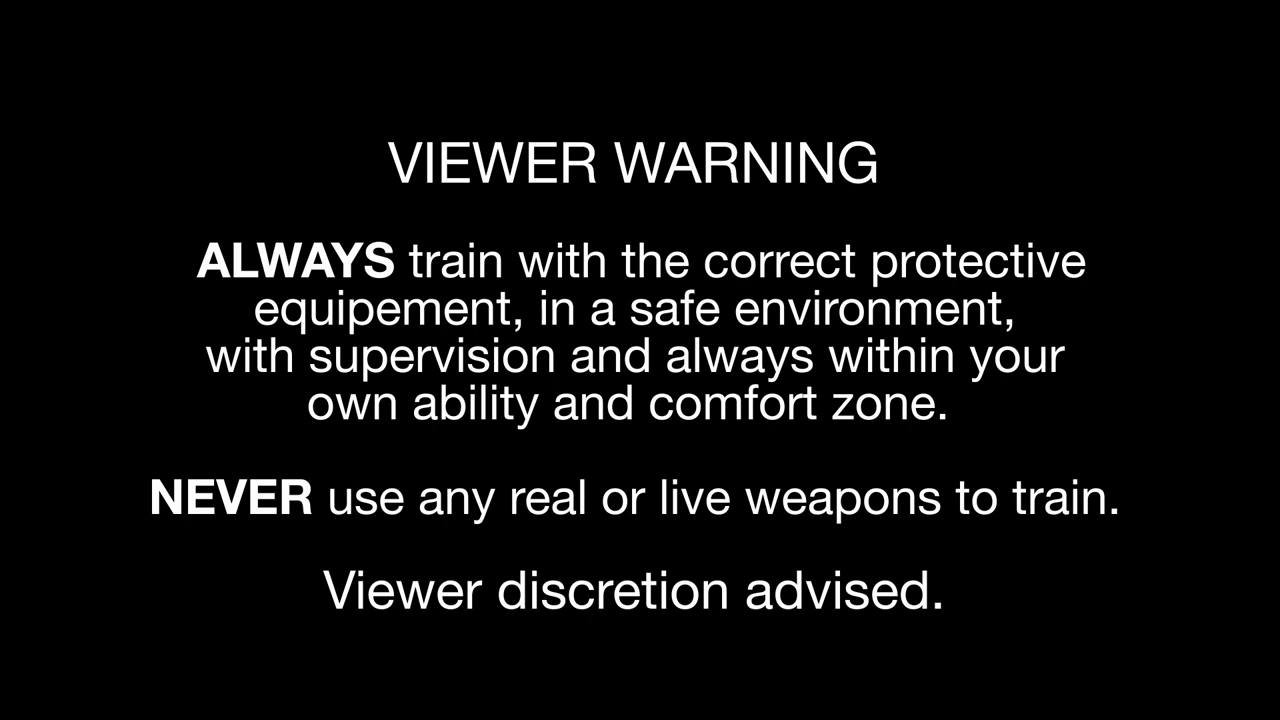 VIEWER WARNING
ALWAYS train with the correct protective
equipement, in a safe environment,
with supervision and always within your
own ability and comfort zone.
NEVER use any real or live weapons to train.
Viewer discretion advised.